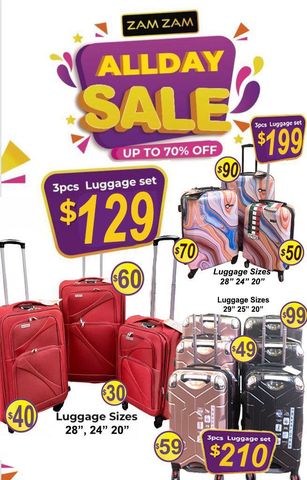 ZAM ZAM
ALLDAY
SALE
UP TO 70% OFF
3pcs Luggage set
$199
3pcs Luggage set
$129
$90
$70
$50
Luggage Sizes
28" 24" 20"
$60
$40
$30
Luggage Sizes
28", 24" 20"
Luggage Sizes
29" 25" 20"
$99
$49
$59
3pcs Luggage set
$210